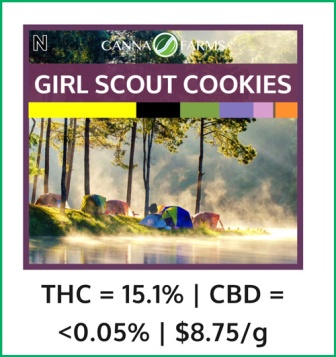 N
CANNA FARMS
GIRL SCOUT COOKIES
THC = 15.1% | CBD =
<0.05% | $8.75/g